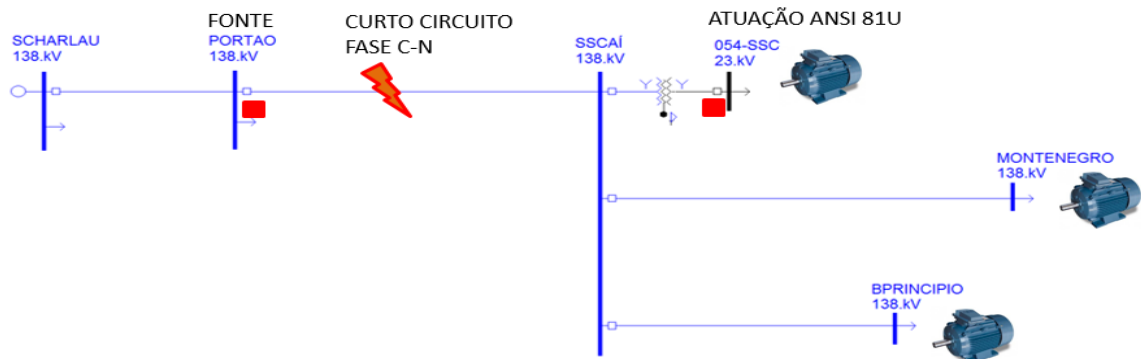 FONTE
CURTO CIRCUITO
FASE C-N
ATUAÇÃO ANSI 81U
SCHARLAU
138.kV
PORTAO
138.kV
SSCAÍ
138.kV
054-SSC
23.kV
MONTENEGRO
138.kV
BPRINCIPIO
138.kV